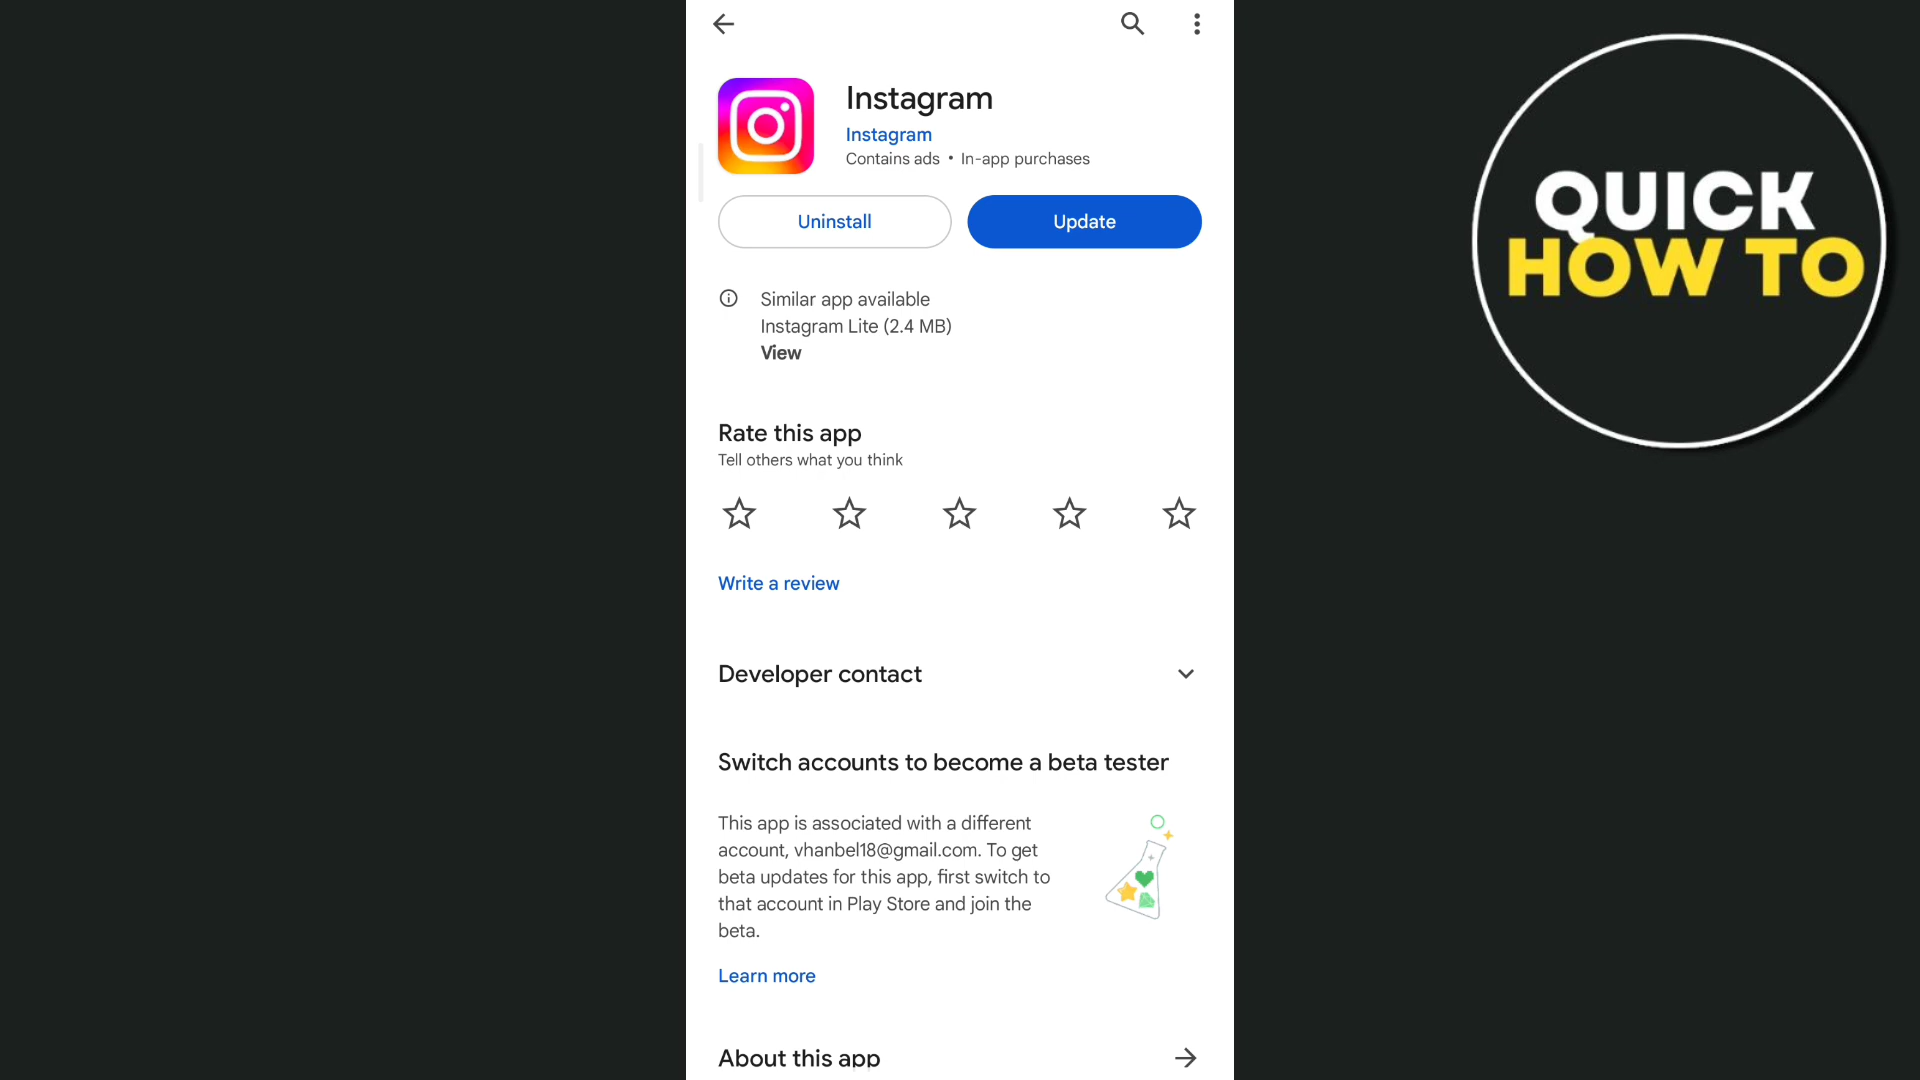 Instagram
Instagram
Contains ads • In-app purchases
Uninstall
Update
Similar app available
Instagram Lite (2.4 MB)
View
Rate this app
Tell others what you think
Write a review
Developer contact
Switch accounts to become a beta tester
This app is associated with a different
account, vhanbel18@gmail.com. To get
beta updates for this app, first switch to
that account in Play Store and join the
beta.
Learn more
About this app
QUICK
HOW TO